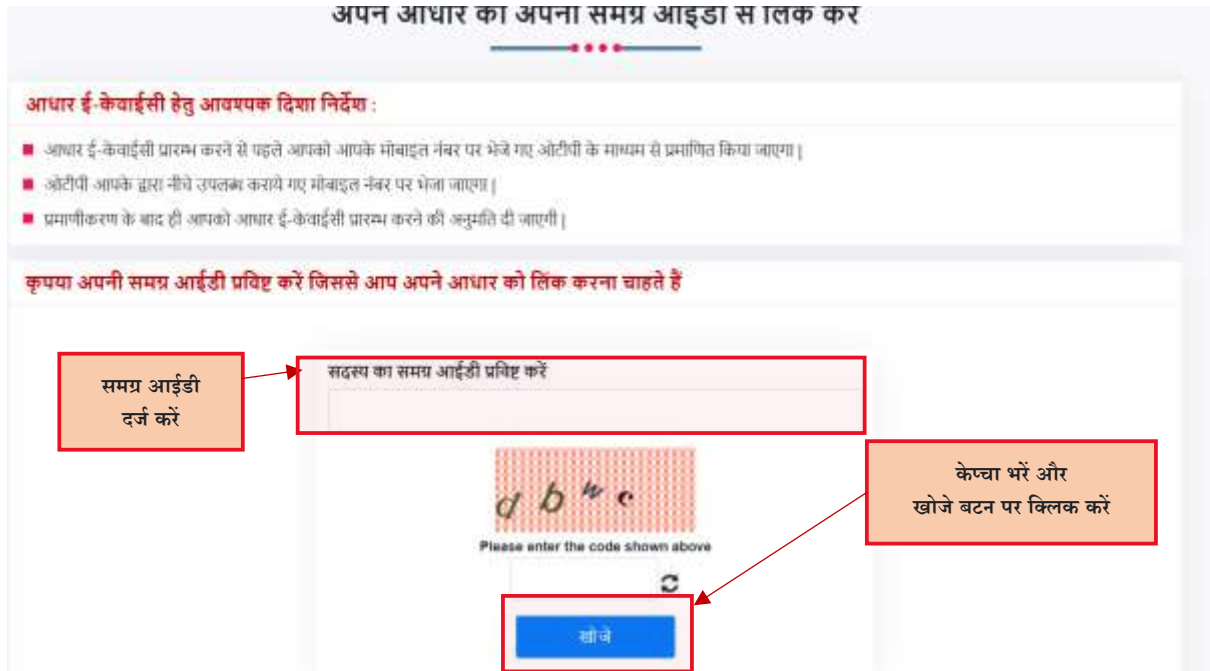 अपने आधार को अपनी समग्र आईडी से लिंक करें
आधार ई-केवाईसी हेतु आवश्यक दिशा निर्देश :
आधार ई-केवाईसी प्रारम्भ करने से पहले आपको आपके मोबाइल नंबर पर भेजे गए ओटीपी के माध्यम से प्रमाणित किया जाएगा |
ओटीपी आपके द्वारा नीचे उपलब्ध कराये गए मोबाइल नंबर पर भेजा जाएगा |
प्रमाणीकरण के बाद ही आपको आधार ई-केवाईसी प्रारम्भ करने की अनुमति दी जाएगी |
कृपया अपनी समग्र आईडी प्रविष्ट करें जिससे आप अपने आधार को लिंक करना चाहते हैं
समग्र आईडी
दर्ज करें
सदस्य का समग्र आईडी प्रविष्ट करें
केप्चा भरें और
खोजे बटन पर क्लिक करें
d b w c
Please enter the code shown above
खोजे